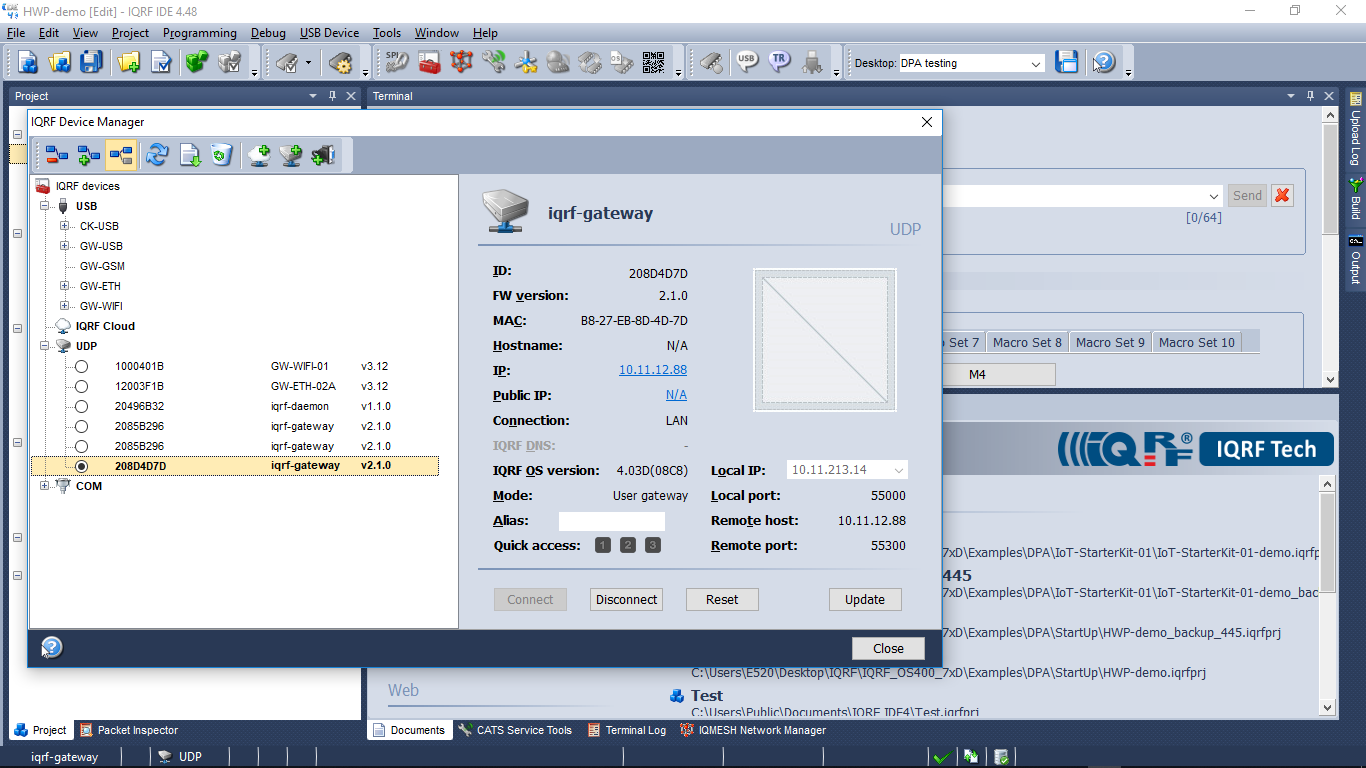 HWP-demo [Edit] - IQRF IDE 4.48
File Edit View Project Programming Debug USB Device Tools Window Help
SPI OS USB TR Desktop: DPA testing
Project
Terminal
Upload Log
Build
Output
IQRF Device Manager
IQRF devices
USB
CK-USB
GW-USB
GW-GSM
GW-ETH
GW-WIFI
IQRF Cloud
UDP
1000401B GW-WIFI-01 v3.12
12003F1B GW-ETH-02A v3.12
20496B32 iqrf-daemon v1.1.0
2085B296 iqrf-gateway v2.1.0
2085B296 iqrf-gateway v2.1.0
208D4D7D iqrf-gateway v2.1.0
COM
iqrf-gateway
UDP
ID: 208D4D7D
FW version: 2.1.0
MAC: B8-27-EB-8D-4D-7D
Hostname: N/A
IP: 10.11.12.88
Public IP: N/A
Connection: LAN
IQRF DNS: -
IQRF OS version: 4.03D(08C8) Local IP: 10.11.213.14
Mode: User gateway Local port: 55000
Alias: Remote host: 10.11.12.88
Quick access: 1 2 3 Remote port: 55300
Connect Disconnect Reset Update
Close
Send
[0/64]
Set 7 Macro Set 8 Macro Set 9 Macro Set 10
M4
IQRF
IQRF Tech
7xD\Examples\DPA\IoT-StarterKit-01\IoT-StarterKit-01-demo.iqrfp
445
7xD\Examples\DPA\IoT-StarterKit-01\IoT-StarterKit-01-demo_bac
7xD\Examples\DPA\StartUp\HWP-demo_backup_445.iqrfprj
C:\Users\E520\Desktop\IQRF\IQRF_OS400_7xD\Examples\DPA\StartUp\HWP-demo.iqrfprj
Web
Test
C:\Users\Public\Documents\IQRF IDE4\Test.iqrfprj
Project Packet Inspector
Documents CATS Service Tools Terminal Log IQMESH Network Manager
iqrf-gateway UDP